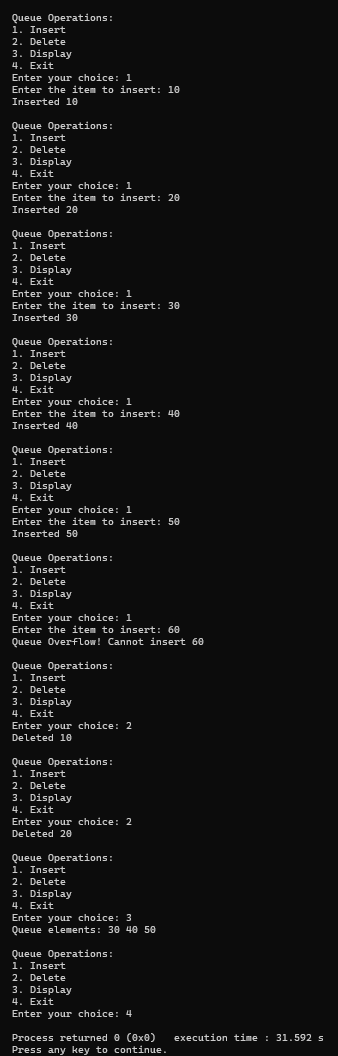 Queue Operations:
1. Insert
2. Delete
3. Display
4. Exit
Enter your choice: 1
Enter the item to insert: 10
Inserted 10

Queue Operations:
1. Insert
2. Delete
3. Display
4. Exit
Enter your choice: 1
Enter the item to insert: 20
Inserted 20

Queue Operations:
1. Insert
2. Delete
3. Display
4. Exit
Enter your choice: 1
Enter the item to insert: 30
Inserted 30

Queue Operations:
1. Insert
2. Delete
3. Display
4. Exit
Enter your choice: 1
Enter the item to insert: 40
Inserted 40

Queue Operations:
1. Insert
2. Delete
3. Display
4. Exit
Enter your choice: 1
Enter the item to insert: 50
Inserted 50

Queue Operations:
1. Insert
2. Delete
3. Display
4. Exit
Enter your choice: 1
Enter the item to insert: 60
Queue Overflow! Cannot insert 60

Queue Operations:
1. Insert
2. Delete
3. Display
4. Exit
Enter your choice: 2
Deleted 10

Queue Operations:
1. Insert
2. Delete
3. Display
4. Exit
Enter your choice: 2
Deleted 20

Queue Operations:
1. Insert
2. Delete
3. Display
4. Exit
Enter your choice: 3
Queue elements: 30 40 50

Queue Operations:
1. Insert
2. Delete
3. Display
4. Exit
Enter your choice: 4

Process returned 0 (0x0)   execution time : 31.592 s
Press any key to continue.